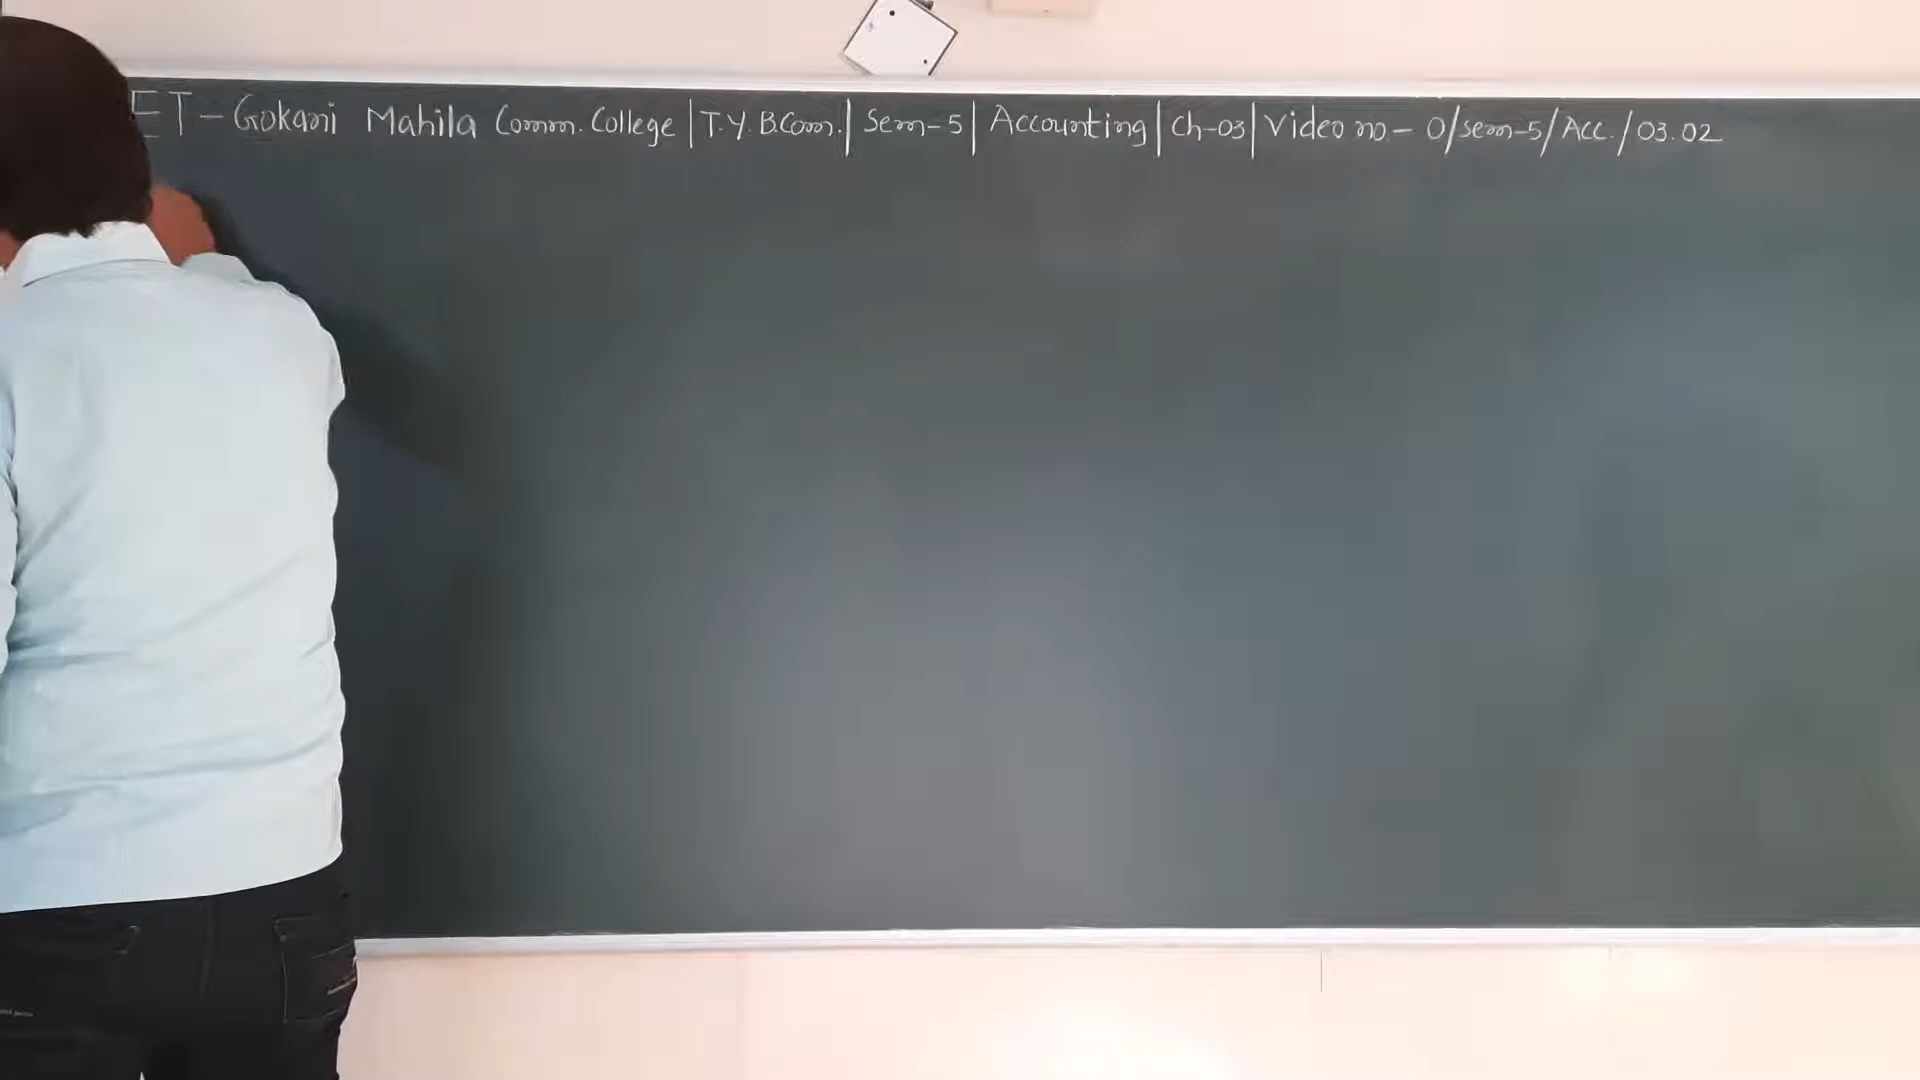 ET - Gokani Mahila Comm. College | T.Y. B.Com. | Sem-5 | Accounting | Ch-03 | Video no - 0/sem-5/Acc./03.02